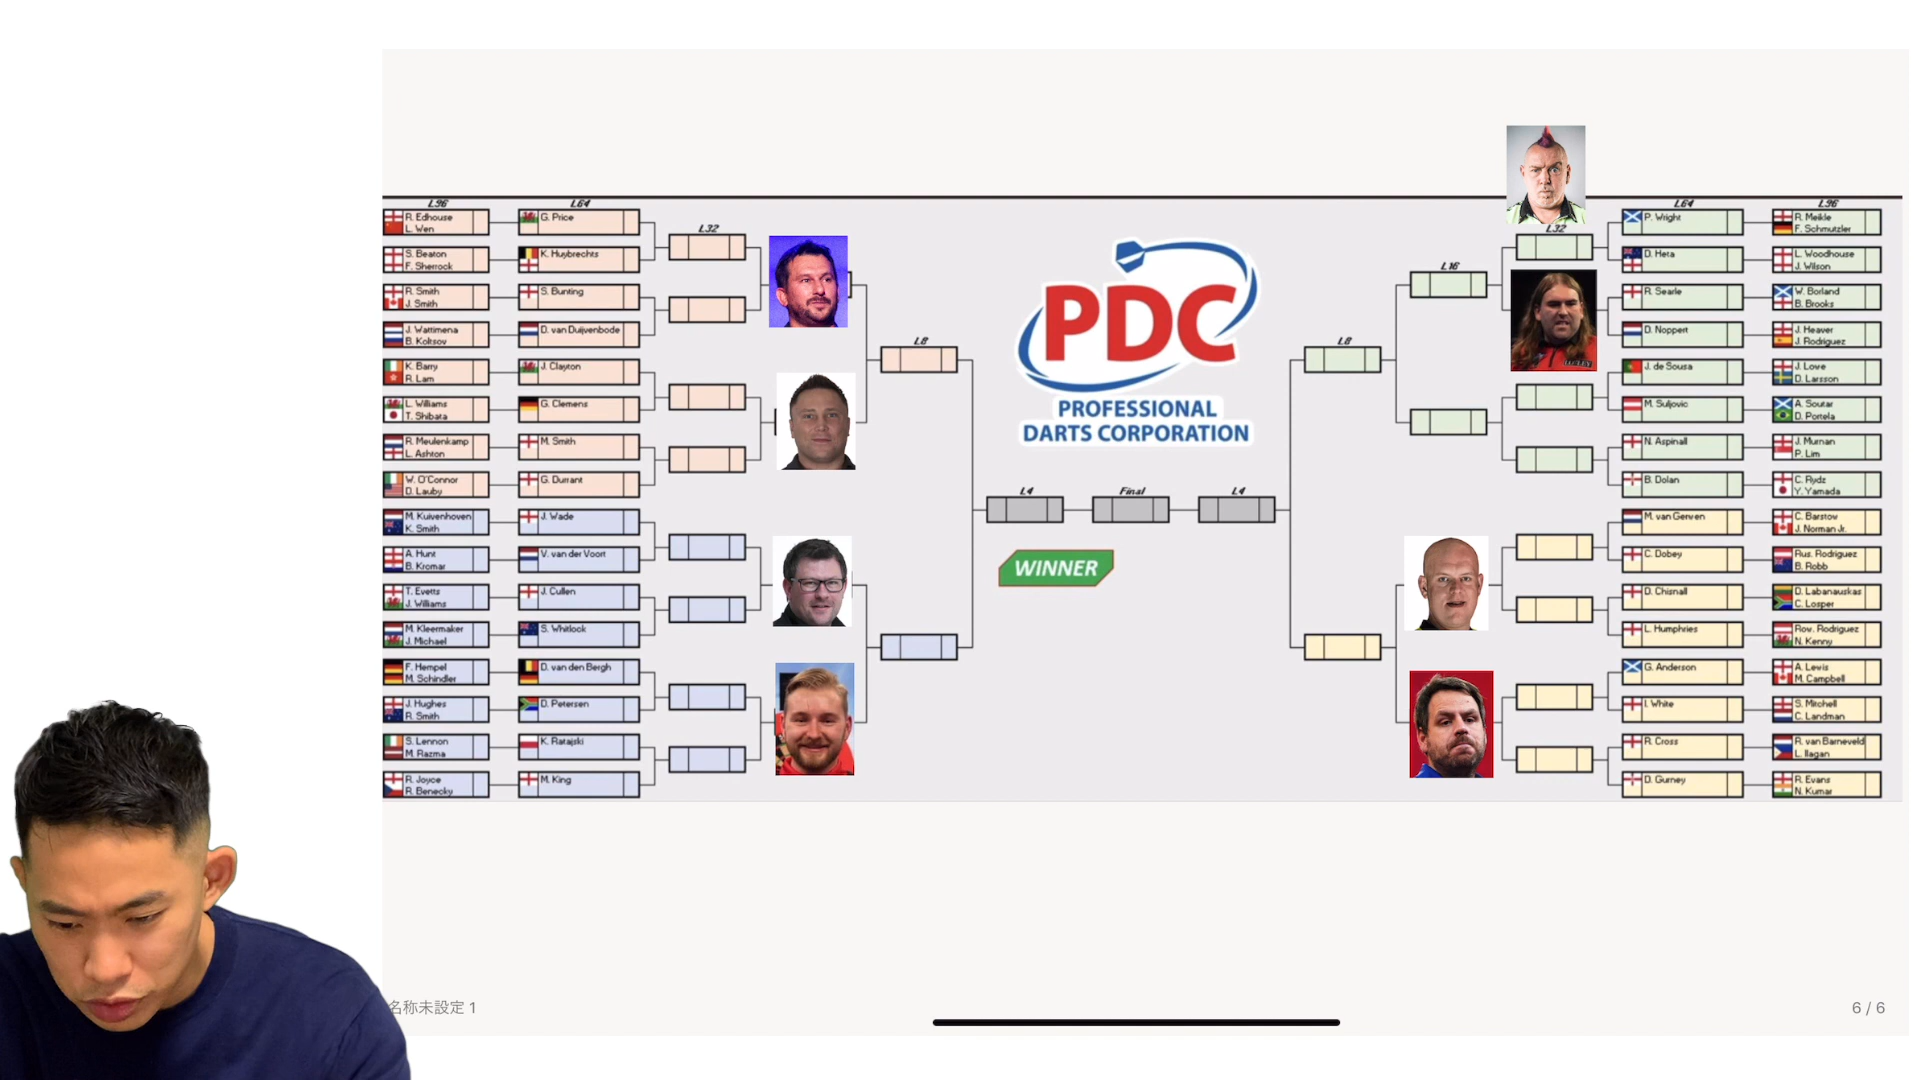 L96
L64
R. Edhouse
L. Wen
G. Price
S. Beaton
F. Sherrock
K. Huybrechts
R. Smith
J. Smith
S. Bunting
J. Wattimena
B. Koltsov
D. van Duijvenbode
K. Barry
R. Lam
J. Clayton
L. Williams
T. Shibata
G. Clemens
R. Meulenkamp
L. Ashton
M. Smith
W. O'Connor
D. Lauby
G. Durrant
M. Kuivenhoven
K. Smith
J. Wade
A. Hunt
B. Krcmar
V. van der Voort
T. Evetts
J. Williams
J. Cullen
M. Kleermaker
J. Michael
S. Whitlock
F. Hempel
M. Schindler
D. van den Bergh
J. Hughes
R. Smith
D. Petersen
S. Lennon
M. Razma
K. Ratajski
R. Joyce
R. Benecky
M. King
L32
L8
PDC
PROFESSIONAL
DARTS CORPORATION
L4
Final
L4
WINNER
L8
L16
L32
L64
L96
P. Wright
R. Meikle
F. Schmutzler
D. Heta
L. Woodhouse
J. Wilson
R. Searle
W. Borland
B. Brooks
D. Noppert
J. Heaver
J. Rodriguez
J. de Sousa
J. Lowe
D. Larsson
M. Suljovic
A. Soutar
D. Portela
N. Aspinall
J. Murnan
P. Lim
B. Dolan
C. Rydz
Y. Yamada
M. van Gerwen
C. Barstow
J. Norman Jr.
C. Dobey
Rus. Rodriguez
B. Robb
D. Chisnall
D. Labanauskas
C. Losper
L. Humphries
Row. Rodriguez
N. Kenny
G. Anderson
A. Lewis
M. Campbell
I. White
S. Mitchell
C. Landman
R. Cross
R. van Barneveld
L. Ilagan
D. Gurney
R. Evans
N. Kumar
名称未設定 1
6 / 6